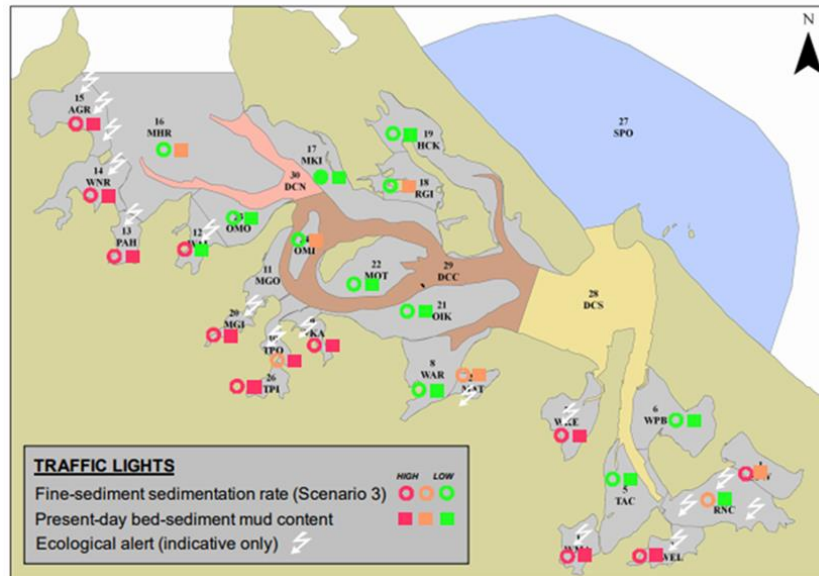 N
15
AGR
16
MHR
17
MKI
19
HCK
27
SPO
14
WNR
30
DCN
18
RGI
13
PAH
12
OMO
OMI
11
MGO
22
MOT
29
DCC
28
DCS
21
OIK
20
MGI
TPO
KA
26
TPI
8
WAR
MAT
6
WPB
5
TAC
RNC
TRAFFIC LIGHTS
HIGH LOW
Fine-sediment sedimentation rate (Scenario 3)
Present-day bed-sediment mud content
Ecological alert (indicative only)